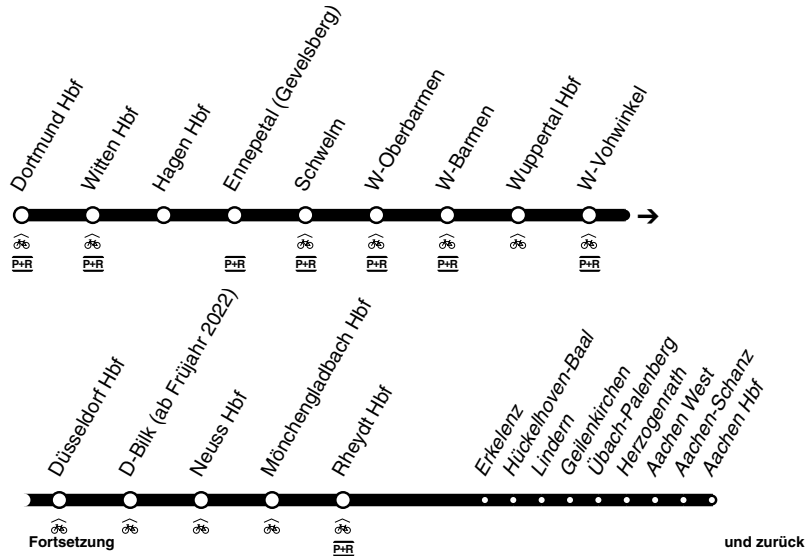 Dortmund Hbf
Witten Hbf
Hagen Hbf
Ennepetal (Gevelsberg)
Schwelm
W-Oberbarmen
W-Barmen
Wuppertal Hbf
W-Vohwinkel
P+R P+R P+R P+R P+R P+R P+R
Düsseldorf Hbf
D-Bilk (ab Früjahr 2022)
Neuss Hbf
Mönchengladbach Hbf
Rheydt Hbf
Erkelenz
Hückelhoven-Baal
Lindern
Geilenkirchen
Übach-Palenberg
Herzogenrath
Aachen West
Aachen-Schanz
Aachen Hbf
Fortsetzung
P+R
und zurück